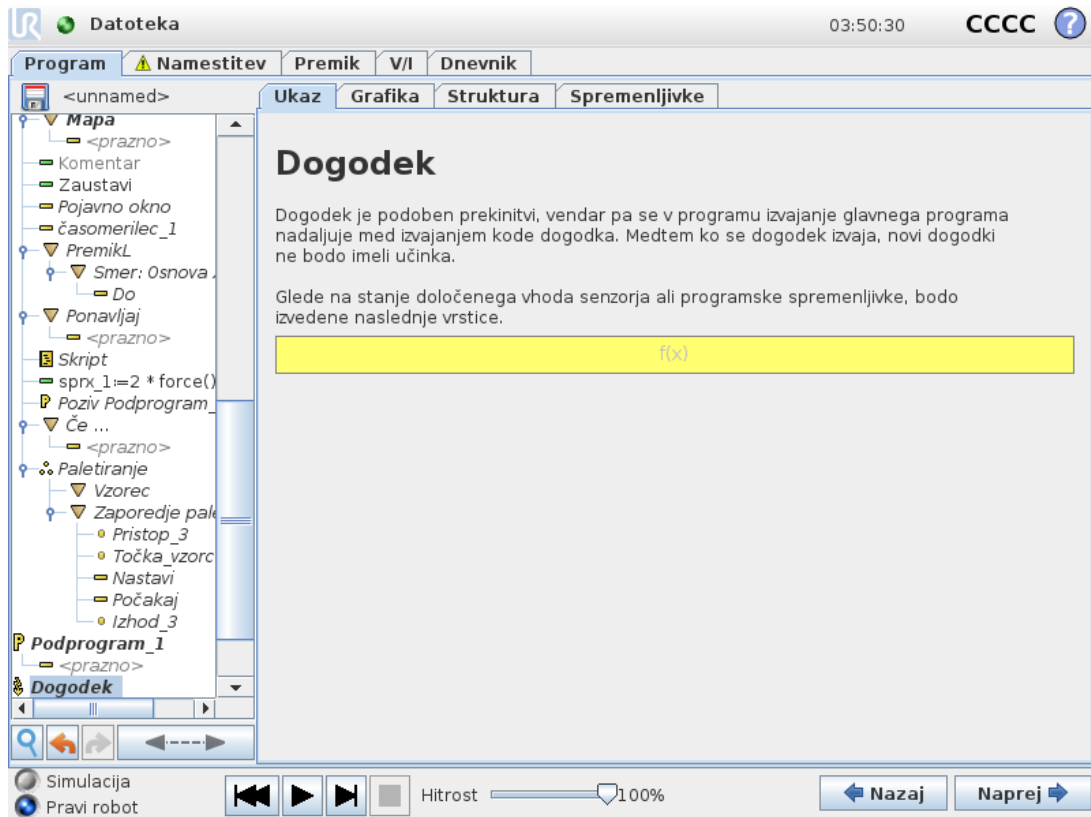 UR
Datoteka
03:50:30
CCCC
?
Program
Namestitev
Premik
V/I
Dnevnik
<unnamed>
Ukaz
Grafika
Struktura
Spremenljivke
Mapa
<prazno>
Komentar
Zaustavi
Pojavno okno
časomerilec_1
PremikL
Smer: Osnova
Do
Ponavljaj
<prazno>
Skript
sprx_1:=2 * force()
Poziv Podprogram_
Če ...
<prazno>
Paletiranje
Vzorec
Zaporedje pale
Pristop_3
Točka_vzorc
Nastavi
Počakaj
Izhod_3
P Podprogram_1
<prazno>
Dogodek
Dogodek
Dogodek je podoben prekinitvi, vendar pa se v programu izvajanje glavnega programa
nadaljuje med izvajanjem kode dogodka. Medtem ko se dogodek izvaja, novi dogodki
ne bodo imeli učinka.
Glede na stanje določenega vhoda senzorja ali programske spremenljivke, bodo
izvedene naslednje vrstice.
f(x)
Simulacija
Pravi robot
Hitrost
100%
Nazaj
Naprej